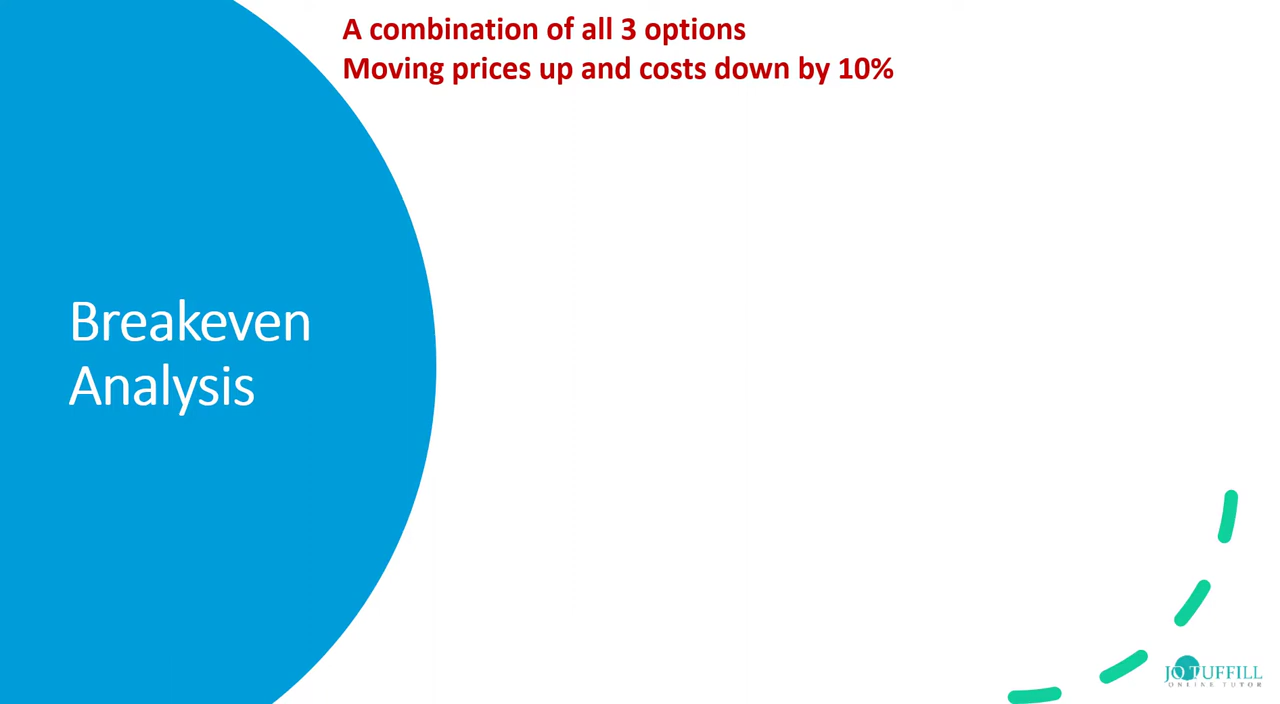 A combination of all 3 options
Moving prices up and costs down by 10%
Breakeven
Analysis
JO TUFFILL
ONLINE TUTOR